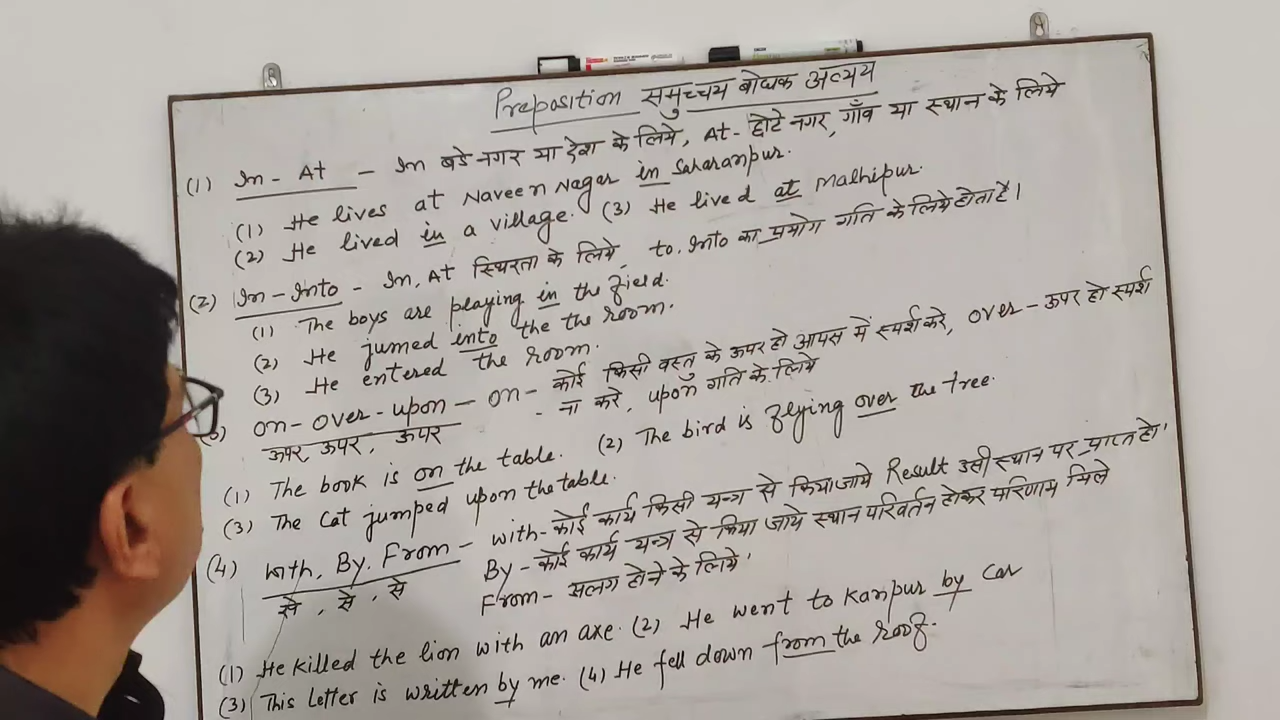 Preposition समुच्चय बोधक अव्यय
(1) In - At - In बडे नगर या देश के लिये, At - छोटे नगर, गाँव या स्थान के लिये
(1) He lives at Naveen Nagar in Saharanpur.
(2) He lived in a village. (3) He lived at Malhipur.
(2) In - Into - In, At स्थिरता के लिये, to. Into का प्रयोग गति के लिये होता है।
(1) The boys are playing in the field.
(2) He jumed into the the room.
(3) He entered the room.
on - over - upon - on - कोई किसी वस्तु के ऊपर हो आपस में स्पर्श करे, over - ऊपर हो स्पर्श
ऊपर, ऊपर, ऊपर - ना करे, upon गति के लिये
(1) The book is on the table. (2) The bird is flying over the tree.
(3) The Cat jumped upon the table.
(4) with, By, From - with - कोई कार्य किसी यन्त्र से किया जाये Result उसी स्थान पर प्राप्त हो।
से, से, से By - कोई कार्य यन्त्र से किया जाये स्थान परिवर्तन होकर परिणाम मिले
From - सलग होने के लिये
(1) He killed the lion with an axe. (2) He went to Kanpur by Car
(3) This letter is written by me. (4) He fell down from the roof.